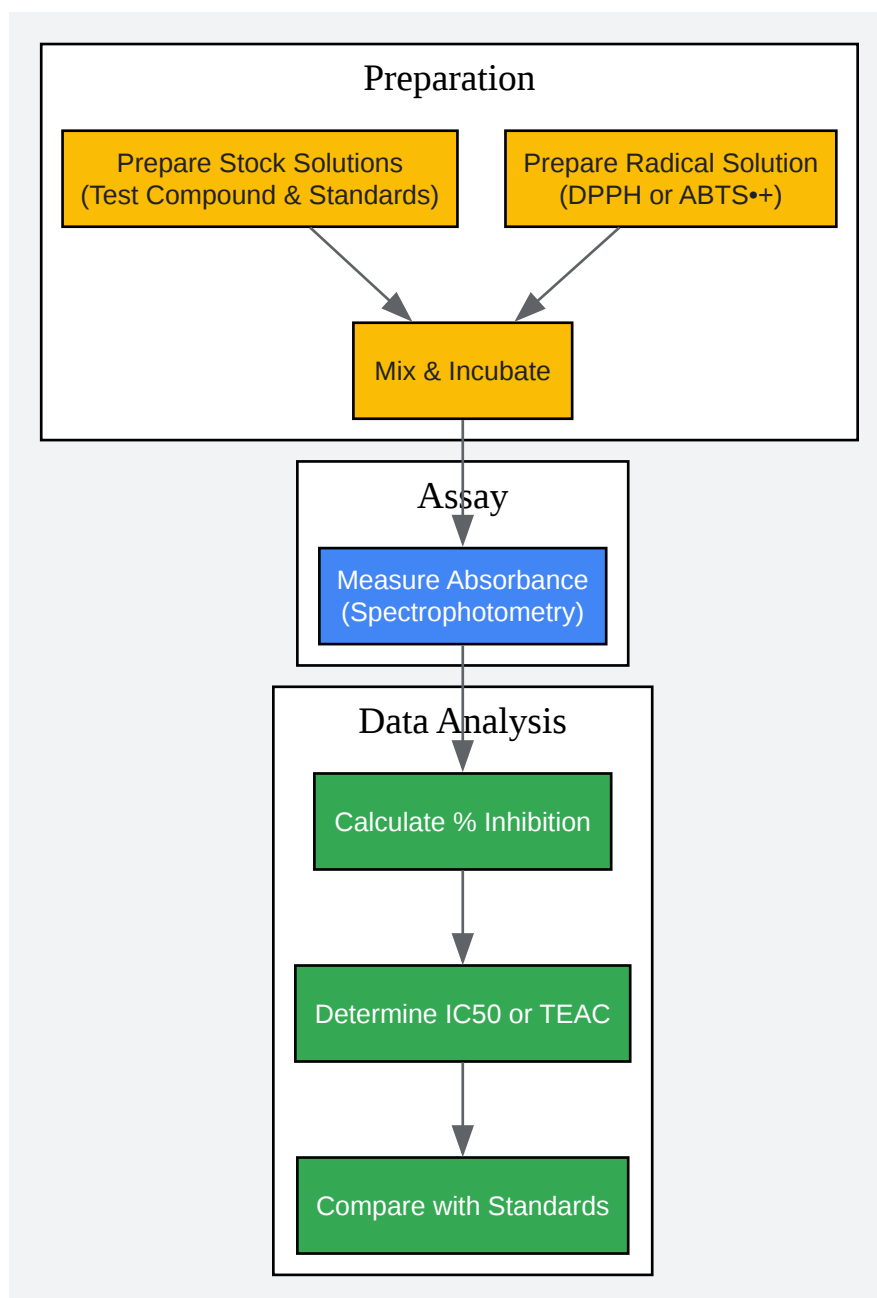 Preparation
Prepare Stock Solutions
(Test Compound & Standards)
Prepare Radical Solution
(DPPH or ABTS•+)
Mix & Incubate
Assay
Measure Absorbance
(Spectrophotometry)
Data Analysis
Calculate % Inhibition
Determine IC50 or TEAC
Compare with Standards